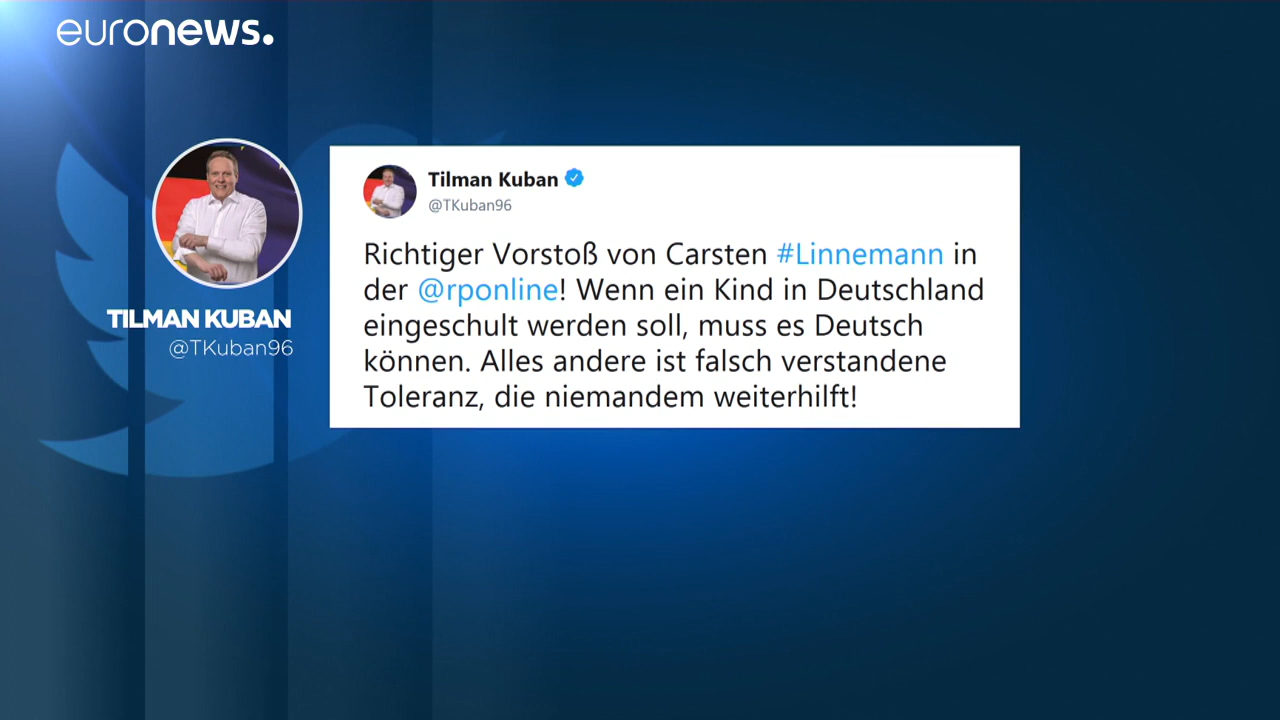 euronews.
TILMAN KUBAN
@TKuban96
Tilman Kuban
@TKuban96
Richtiger Vorstoß von Carsten #Linnemann in
der @rponline! Wenn ein Kind in Deutschland
eingeschult werden soll, muss es Deutsch
können. Alles andere ist falsch verstandene
Toleranz, die niemandem weiterhilft!